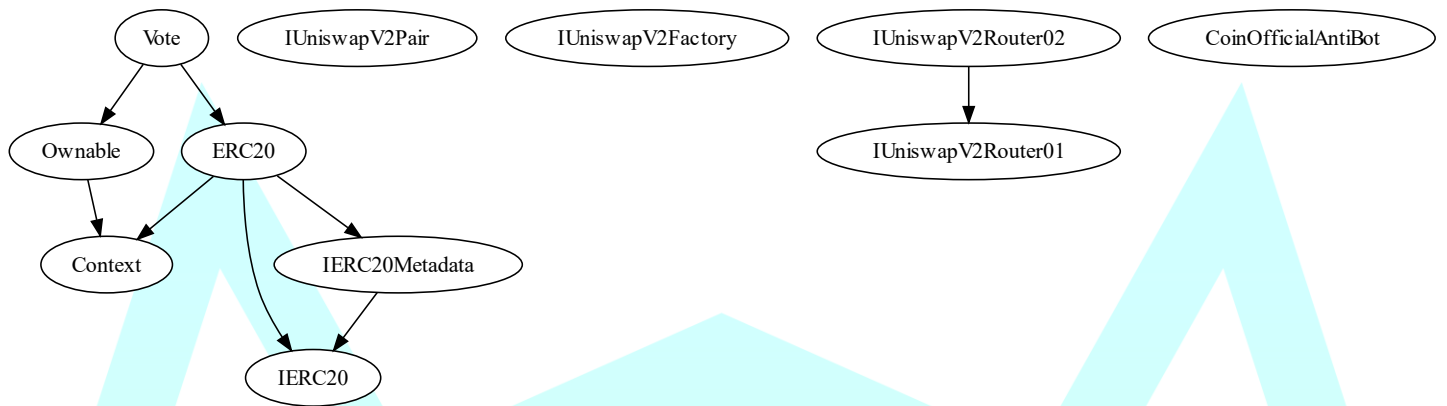 Vote
IUniswapV2Pair
IUniswapV2Factory
IUniswapV2Router02
CoinOfficialAntiBot
Ownable
ERC20
IUniswapV2Router01
Context
IERC20Metadata
IERC20